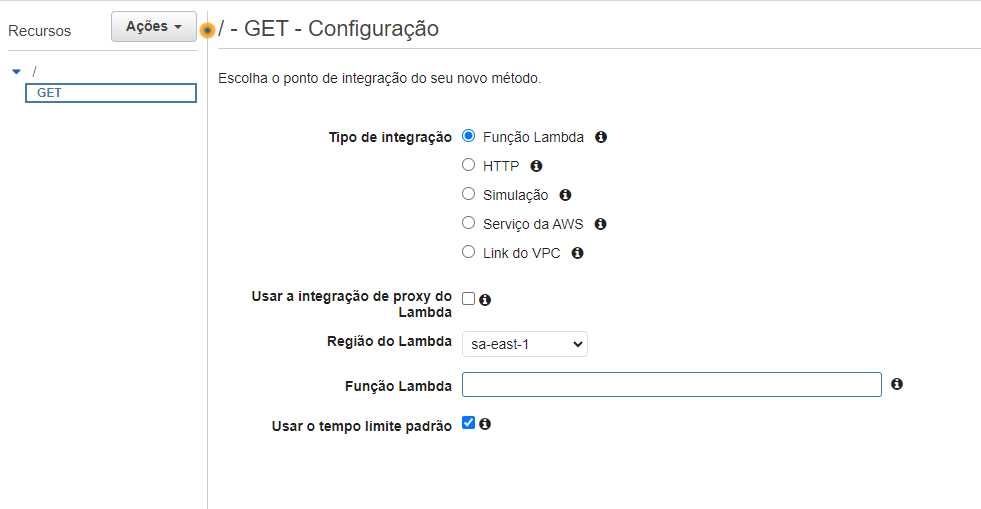 Recursos
Ações
/ - GET - Configuração
/
GET
Escolha o ponto de integração do seu novo método.
Tipo de integração
Função Lambda
HTTP
Simulação
Serviço da AWS
Link do VPC
Usar a integração de proxy do
Lambda
Região do Lambda
sa-east-1
Função Lambda
Usar o tempo limite padrão